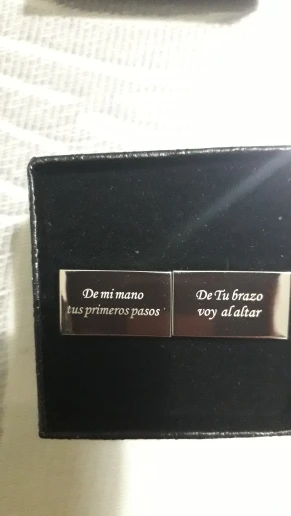 De mi mano
tus primeros pasos
De Tu brazo
voy al altar